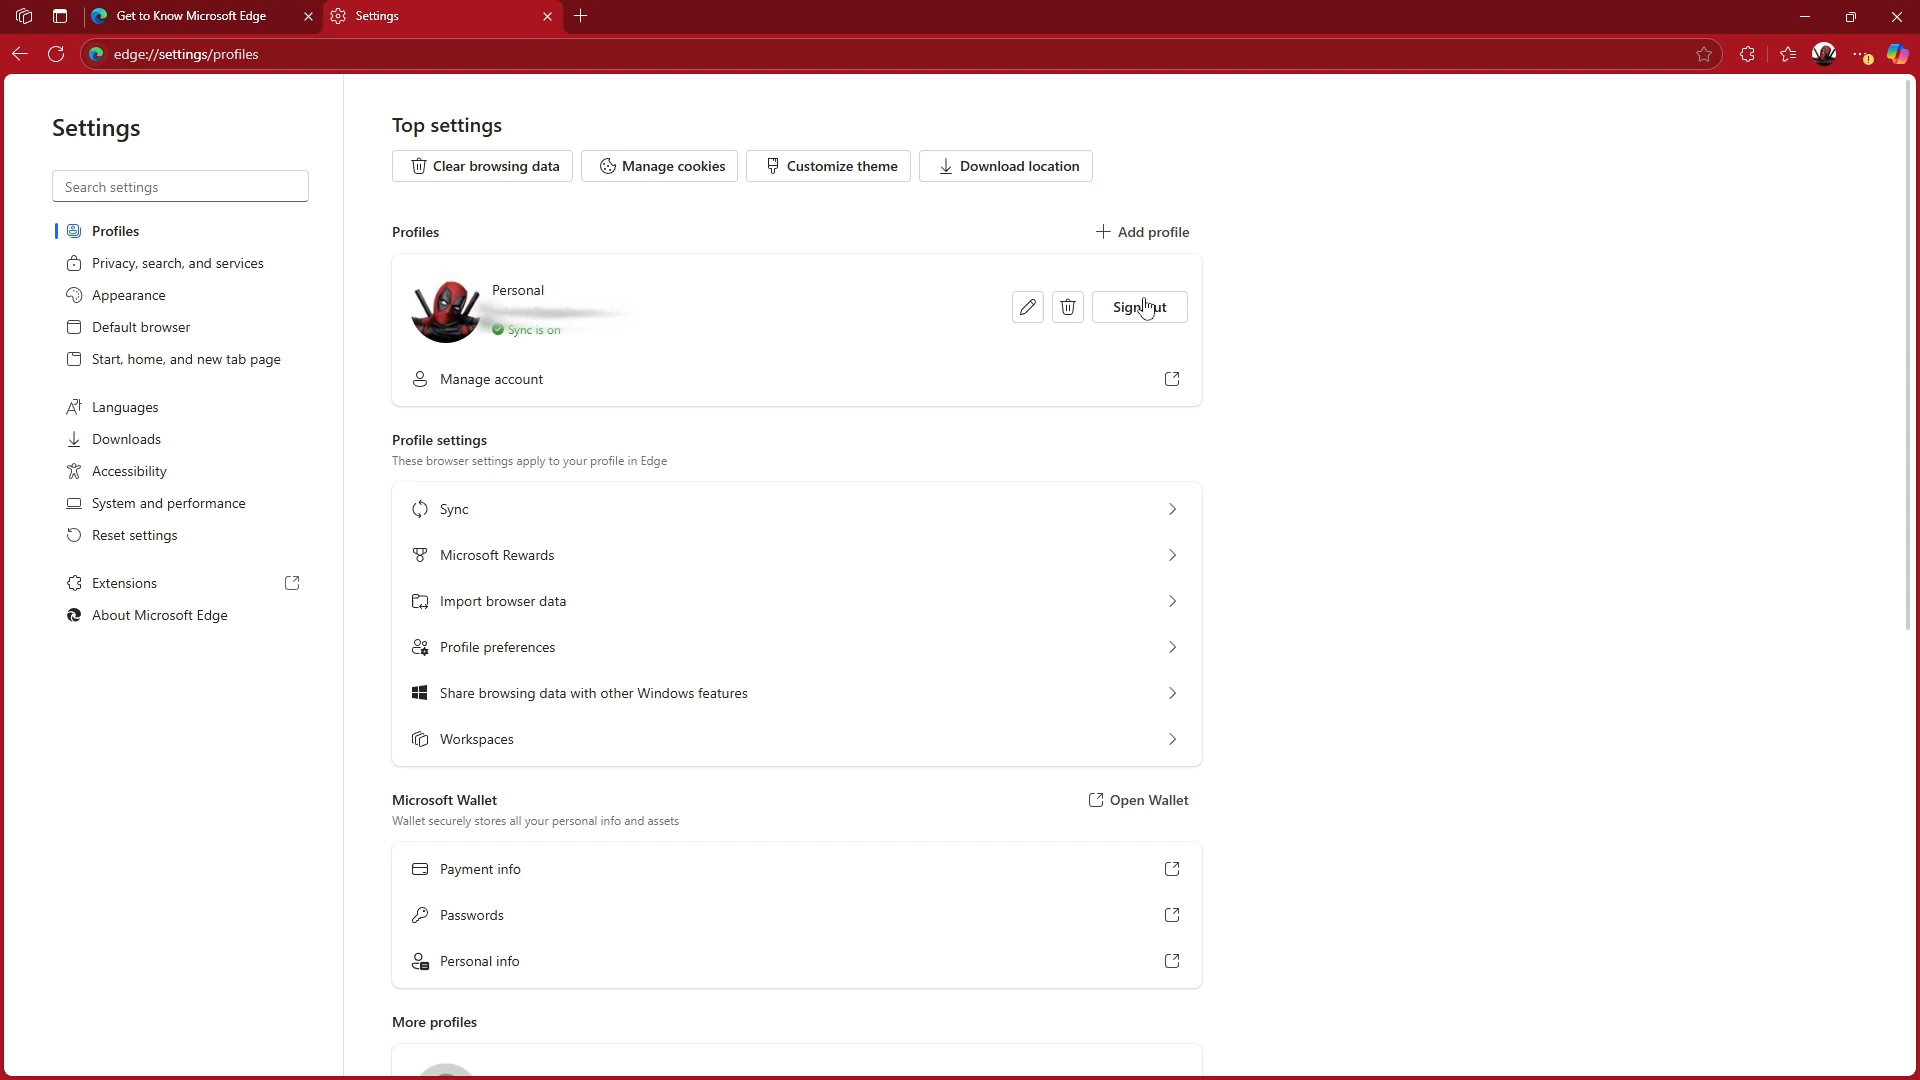 Get to Know Microsoft Edge
Settings
edge://settings/profiles
Settings
Search settings
Profiles
Privacy, search, and services
Appearance
Default browser
Start, home, and new tab page
Languages
Downloads
Accessibility
System and performance
Reset settings
Extensions
About Microsoft Edge
Top settings
Clear browsing data
Manage cookies
Customize theme
Download location
Profiles
Add profile
Personal
Sync is on
Sign out
Manage account
Profile settings
These browser settings apply to your profile in Edge
Sync
Microsoft Rewards
Import browser data
Profile preferences
Share browsing data with other Windows features
Workspaces
Microsoft Wallet
Open Wallet
Wallet securely stores all your personal info and assets
Payment info
Passwords
Personal info
More profiles